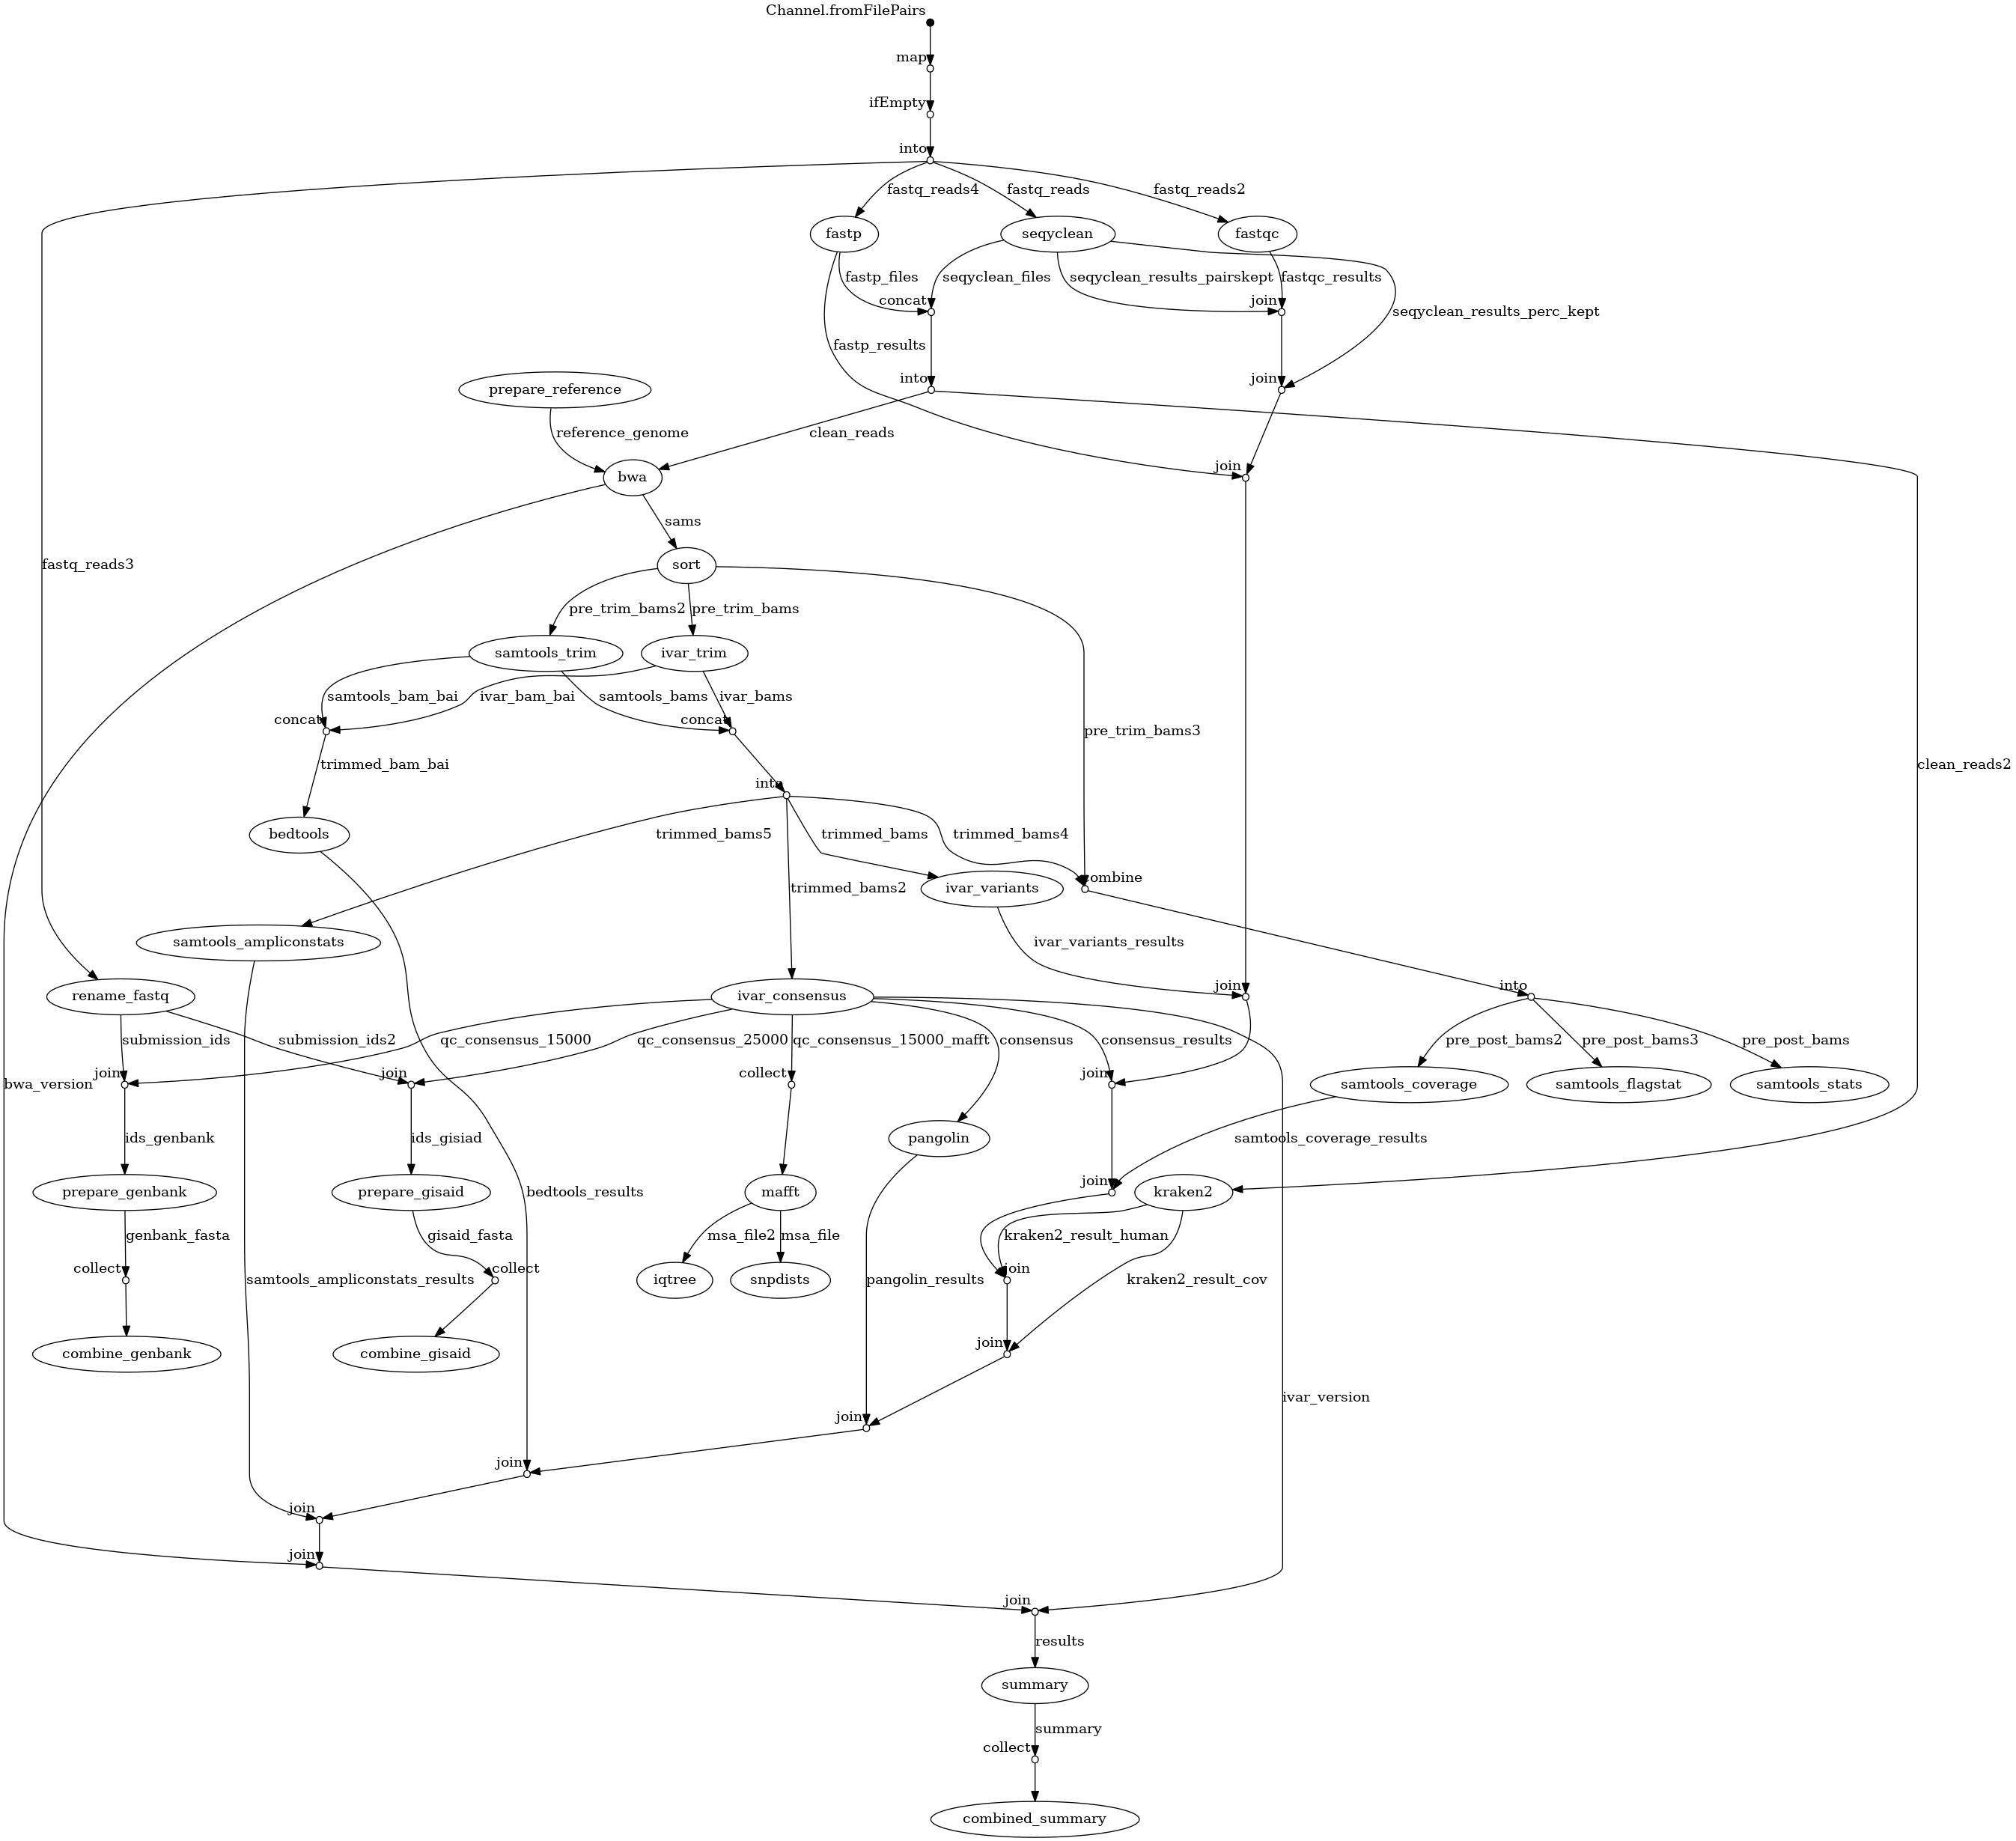 Channel.fromFilePairs
map
ifEmpty
into
fastq_reads4
fastq_reads
fastq_reads2
fastp
seqyclean
fastqc
fastp_files
seqyclean_files
seqyclean_results_pairskept
fastqc_results
concat
join
seqyclean_results_perc_kept
fastp_results
into
join
prepare_reference
reference_genome
clean_reads
join
bwa
sams
fastq_reads3
sort
pre_trim_bams2
pre_trim_bams
samtools_trim
ivar_trim
samtools_bam_bai
ivar_bam_bai
samtools_bams
ivar_bams
concat
concat
pre_trim_bams3
trimmed_bam_bai
clean_reads2
into
bedtools
trimmed_bams5
trimmed_bams
trimmed_bams4
trimmed_bams2
ivar_variants
combine
samtools_ampliconstats
ivar_variants_results
join
into
rename_fastq
ivar_consensus
submission_ids
submission_ids2
qc_consensus_15000
qc_consensus_25000
qc_consensus_15000_mafft
consensus
consensus_results
pre_post_bams2
pre_post_bams3
pre_post_bams
join
join
collect
join
bwa_version
samtools_coverage
samtools_flagstat
samtools_stats
ids_genbank
ids_gisiad
pangolin
samtools_coverage_results
join
prepare_genbank
prepare_gisaid
bedtools_results
mafft
kraken2
genbank_fasta
gisaid_fasta
msa_file2
msa_file
kraken2_result_human
collect
collect
join
samtools_ampliconstats_results
iqtree
snpdists
pangolin_results
kraken2_result_cov
join
combine_genbank
combine_gisaid
ivar_version
join
join
join
join
join
results
summary
summary
collect
combined_summary